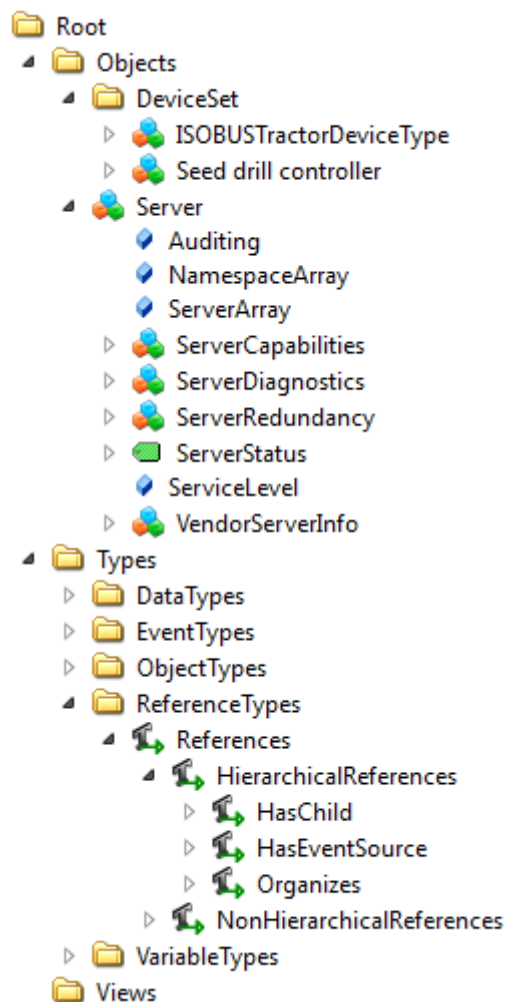 Root
Objects
DeviceSet
ISOBUSTractorDeviceType
Seed drill controller
Server
Auditing
NamespaceArray
ServerArray
ServerCapabilities
ServerDiagnostics
ServerRedundancy
ServerStatus
ServiceLevel
VendorServerInfo
Types
DataTypes
EventTypes
ObjectTypes
ReferenceTypes
References
HierarchicalReferences
HasChild
HasEventSource
Organizes
NonHierarchicalReferences
VariableTypes
Views